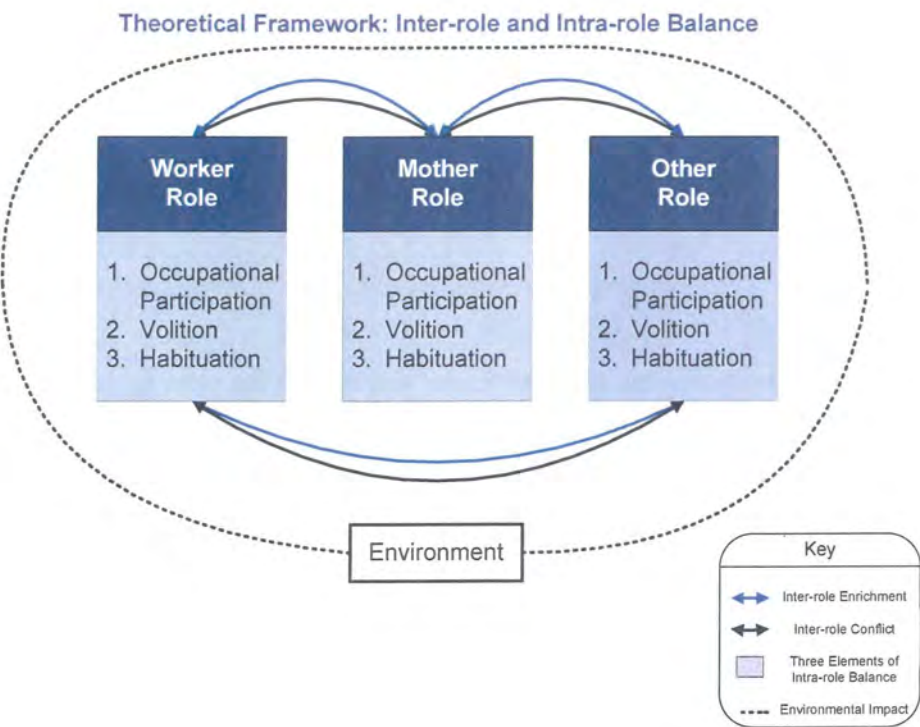 Theoretical Framework: Inter-role and Intra-role Balance
Worker
Role
1. Occupational
Participation
2. Volition
3. Habituation
Mother
Role
1. Occupational
Participation
2. Volition
3. Habituation
Other
Role
1. Occupational
Participation
2. Volition
3. Habituation
Environment
Key
Inter-role Enrichment
Inter-role Conflict
Three Elements of
Intra-role Balance
Environmental Impact